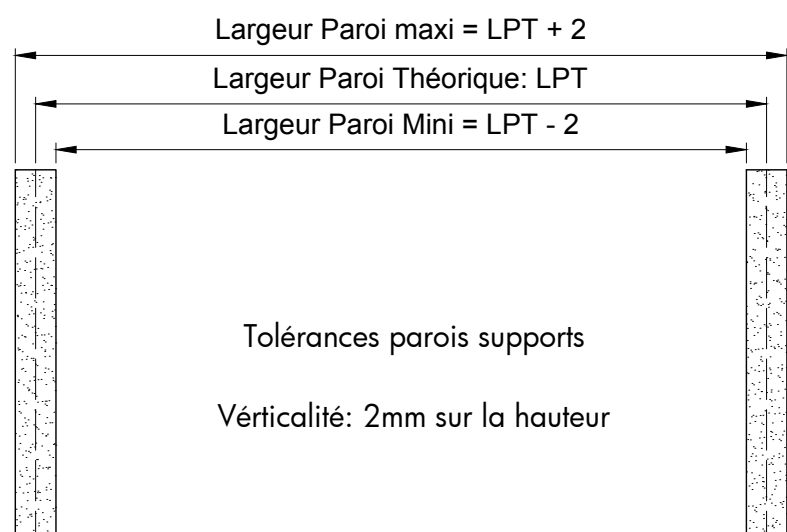 Largeur Paroi maxi = LPT + 2
Largeur Paroi Théorique: LPT
Largeur Paroi Mini = LPT - 2
Tolérances parois supports
Vérticalité: 2mm sur la hauteur